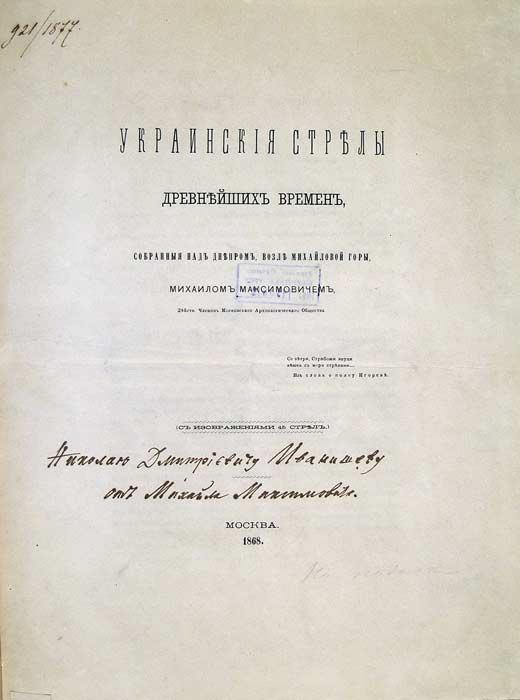 921/1877.
УКРАИНСКІЯ СТРѢЛЫ
ДРЕВНѢЙШИХЪ ВРЕМЕНЪ,
СОБРАННЫЯ НАДЪ ДНѢПРОМЪ, ВОЗЛѢ МИХАЙЛОВОЙ ГОРЫ,
МИХАИЛОМЪ МАКСИМОВИЧЕМЪ,
Членомъ Московскаго Археологическаго Общества
Се вѣтри, Стрибожи внуци
вѣютъ съ моря стрѣлами...
Изъ слова о полку Игоревѣ.
(СЪ ИЗОБРАЖЕНІЯМИ 45 СТРѢЛЪ.)
Николаю Дмитріевичу Иванишеву
отъ Михайла Максимовича.
МОСКВА.
1868.